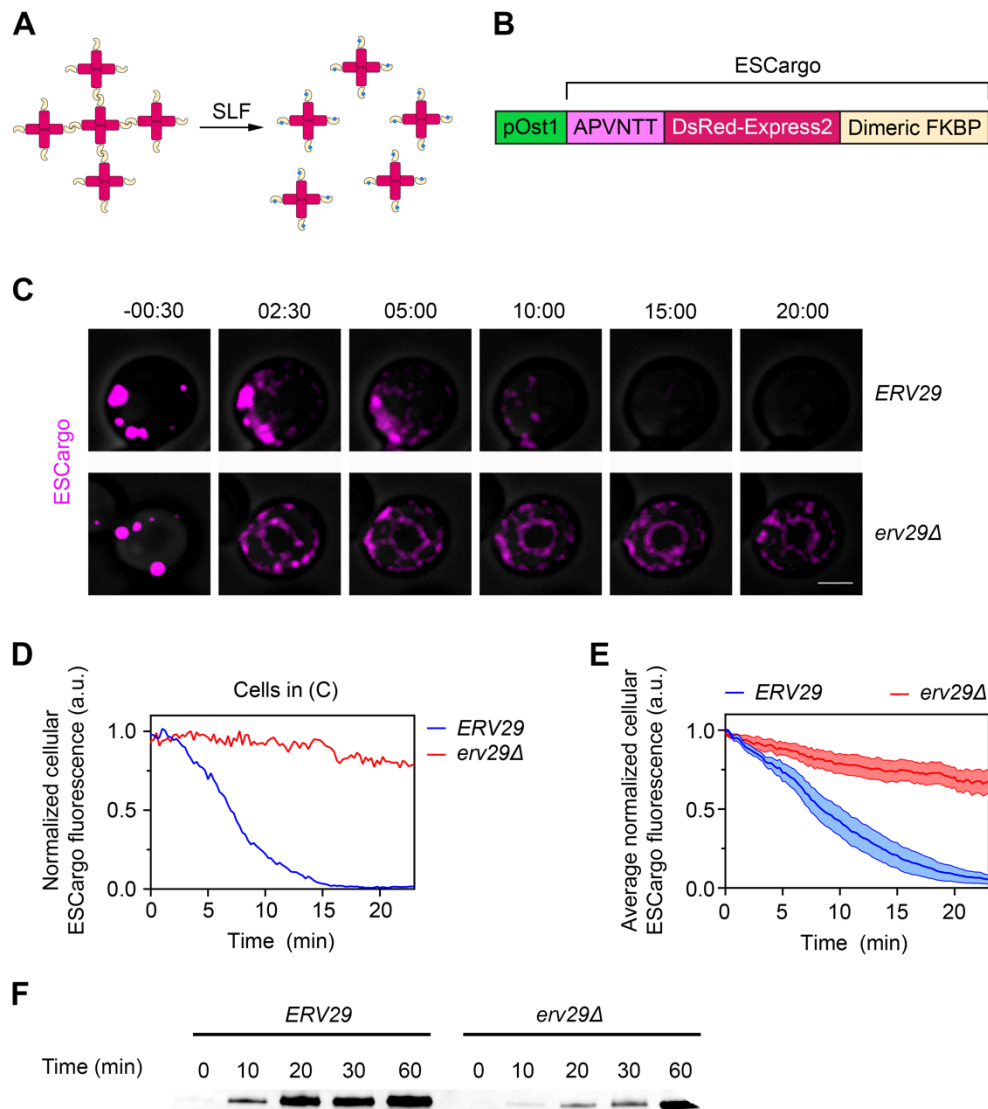 A
B
SLF
ESCargo
pOst1 APVNTT DsRed-Express2 Dimeric FKBP
C
-00:30 02:30 05:00 10:00 15:00 20:00
ESCargo
ERV29
erv29Δ
D
Cells in (C)
Normalized cellular
ESCargo fluorescence (a.u.)
1.0
0.5
0.0
0 5 10 15 20
Time (min)
ERV29
erv29Δ
E
ERV29 erv29Δ
Average normalized cellular
ESCargo fluorescence (a.u.)
1.0
0.5
0.0
0 5 10 15 20
Time (min)
F
ERV29 erv29Δ
Time (min) 0 10 20 30 60 0 10 20 30 60